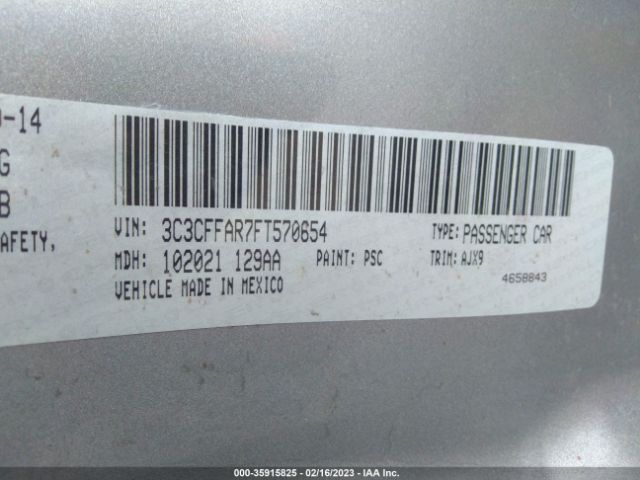 0-14
G
B
AFETY,
VIN: 3C3CFFAR7FT570654 TYPE: PASSENGER CAR
MDH: 102021 129AA PAINT: PSC TRIM: AJX9
VEHICLE MADE IN MEXICO 4658843
000-35915825 - 02/16/2023 - IAA Inc.